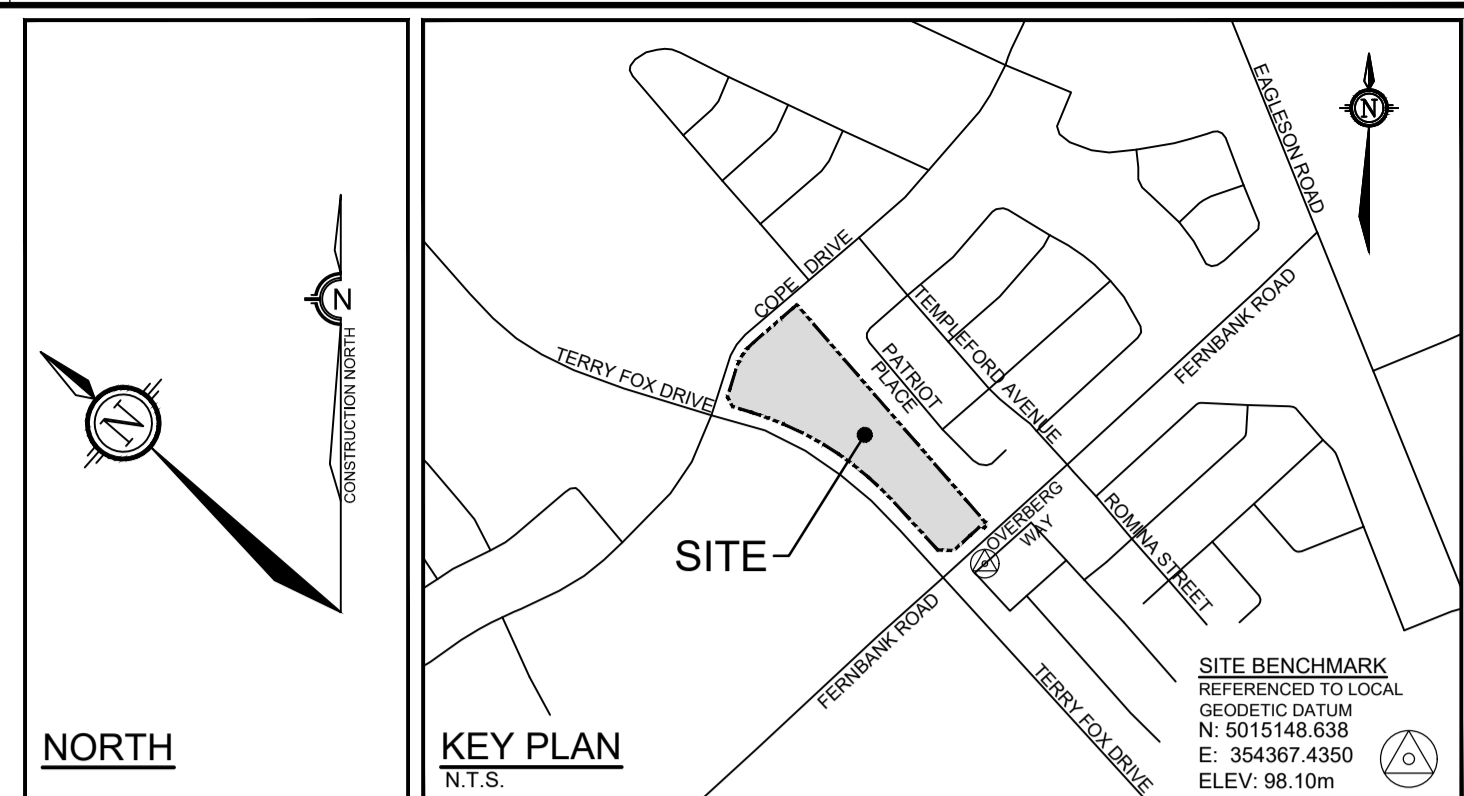 N
N
CONSTRUCTION NORTH
NORTH
EAGLESON ROAD
N
COPE DRIVE
TEMPLEFORD AVENUE
FERNBANK ROAD
TERRY FOX DRIVE
PATRIOT
PLACE
SITE
OVERBERG
WAY
ROMINA STREET
FERNBANK ROAD
TERRY FOX DRIVE
SITE BENCHMARK
REFERENCED TO LOCAL
GEODETIC DATUM
N: 5015148.638
E: 354367.4350
ELEV: 98.10m
KEY PLAN
N.T.S.